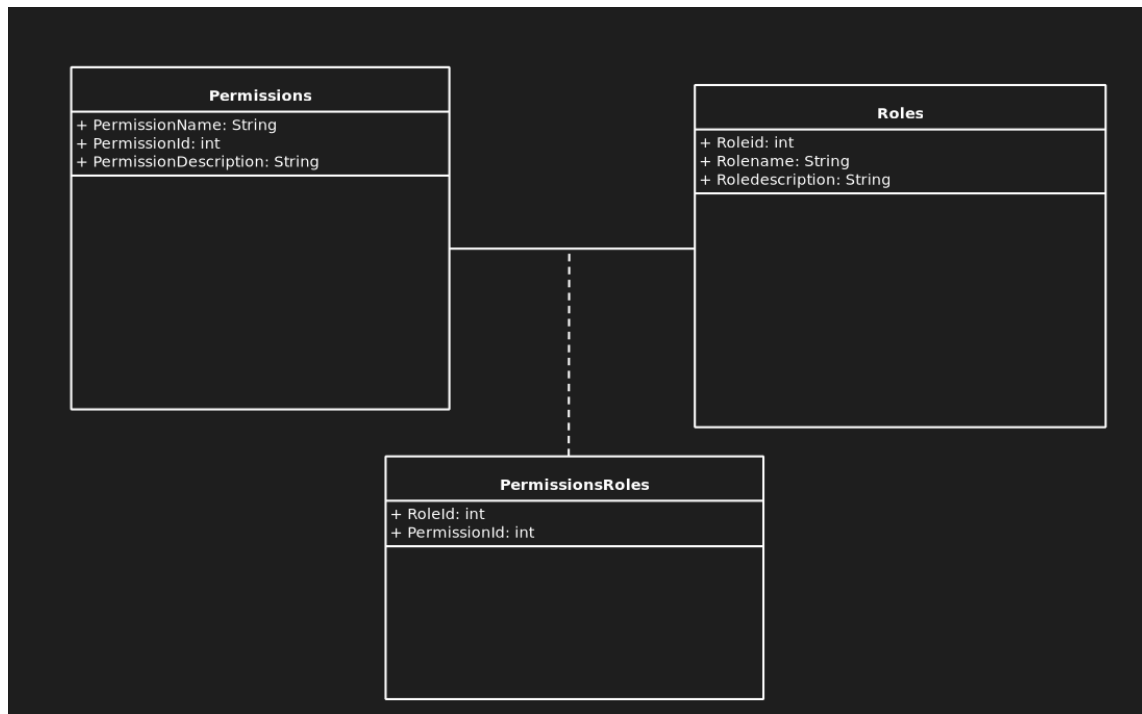 Permissions
+ PermissionName: String
+ PermissionId: int
+ PermissionDescription: String
Roles
+ Roleid: int
+ Rolename: String
+ Roledescription: String
PermissionsRoles
+ RoleId: int
+ PermissionId: int